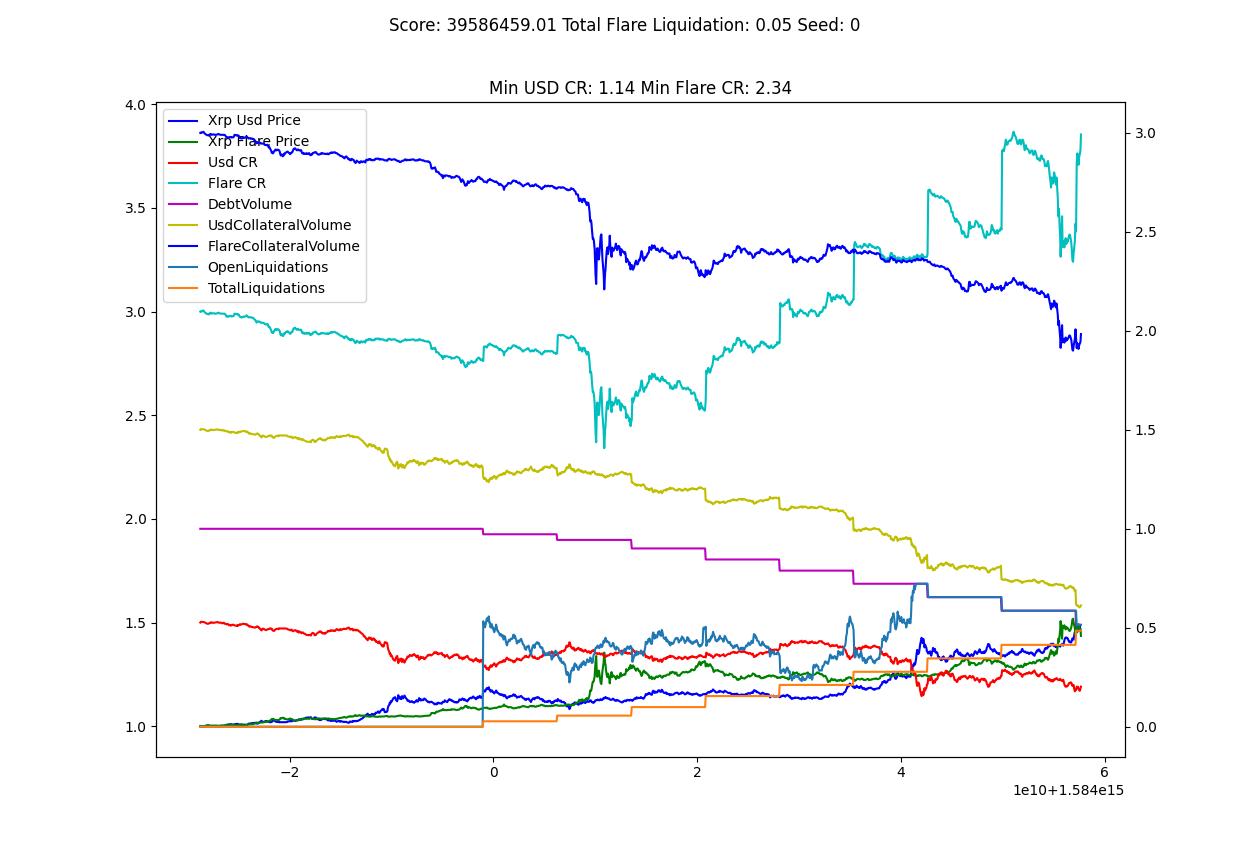 Score: 39586459.01 Total Flare Liquidation: 0.05 Seed: 0
Min USD CR: 1.14 Min Flare CR: 2.34
Xrp Usd Price
Xrp Flare Price
Usd CR
Flare CR
DebtVolume
UsdCollateralVolume
FlareCollateralVolume
OpenLiquidations
TotalLiquidations
4.0
3.5
3.0
2.5
2.0
1.5
1.0
3.0
2.5
2.0
1.5
1.0
0.5
0.0
−2 0 2 4 6
1e10+1.584e15